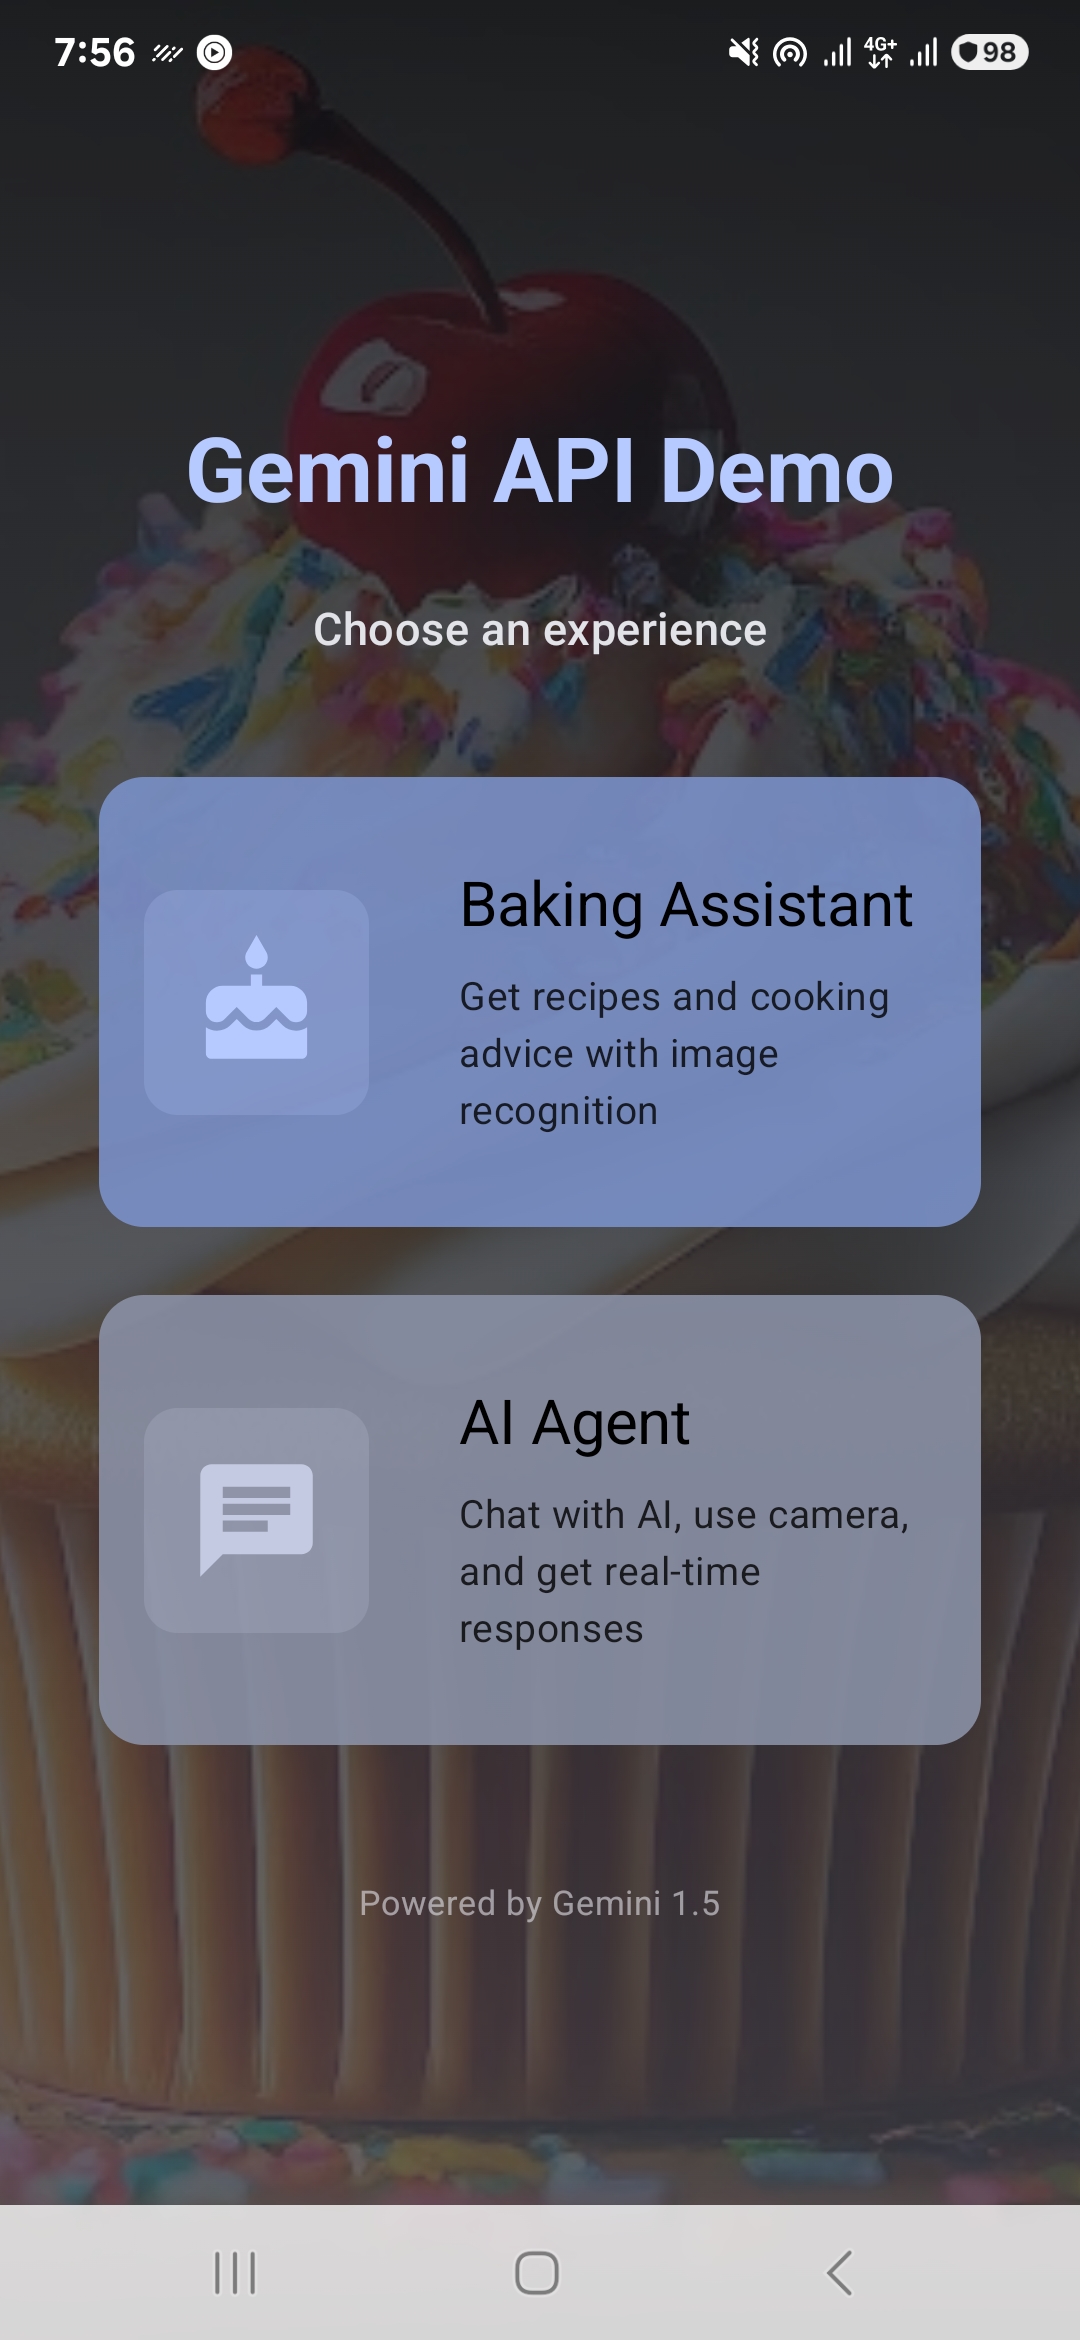 7:56 4G+ 98
Gemini API Demo
Choose an experience
Baking Assistant
Get recipes and cooking
advice with image
recognition
AI Agent
Chat with AI, use camera,
and get real-time
responses
Powered by Gemini 1.5